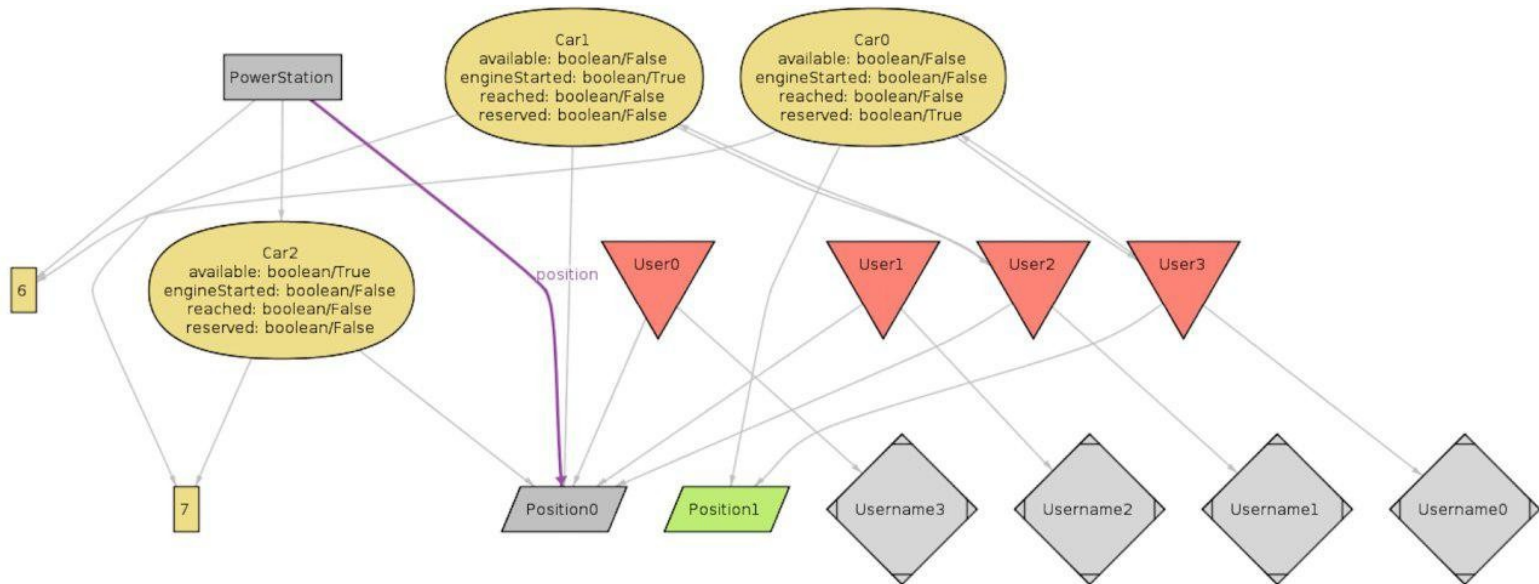 Car1
available: boolean/False
engineStarted: boolean/True
reached: boolean/False
reserved: boolean/False
Car0
available: boolean/False
engineStarted: boolean/False
reached: boolean/False
reserved: boolean/True
PowerStation
Car2
available: boolean/True
engineStarted: boolean/False
reached: boolean/False
reserved: boolean/False
6
position
User0
User1
User2
User3
7
Position0
Position1
Username3
Username2
Username1
Username0